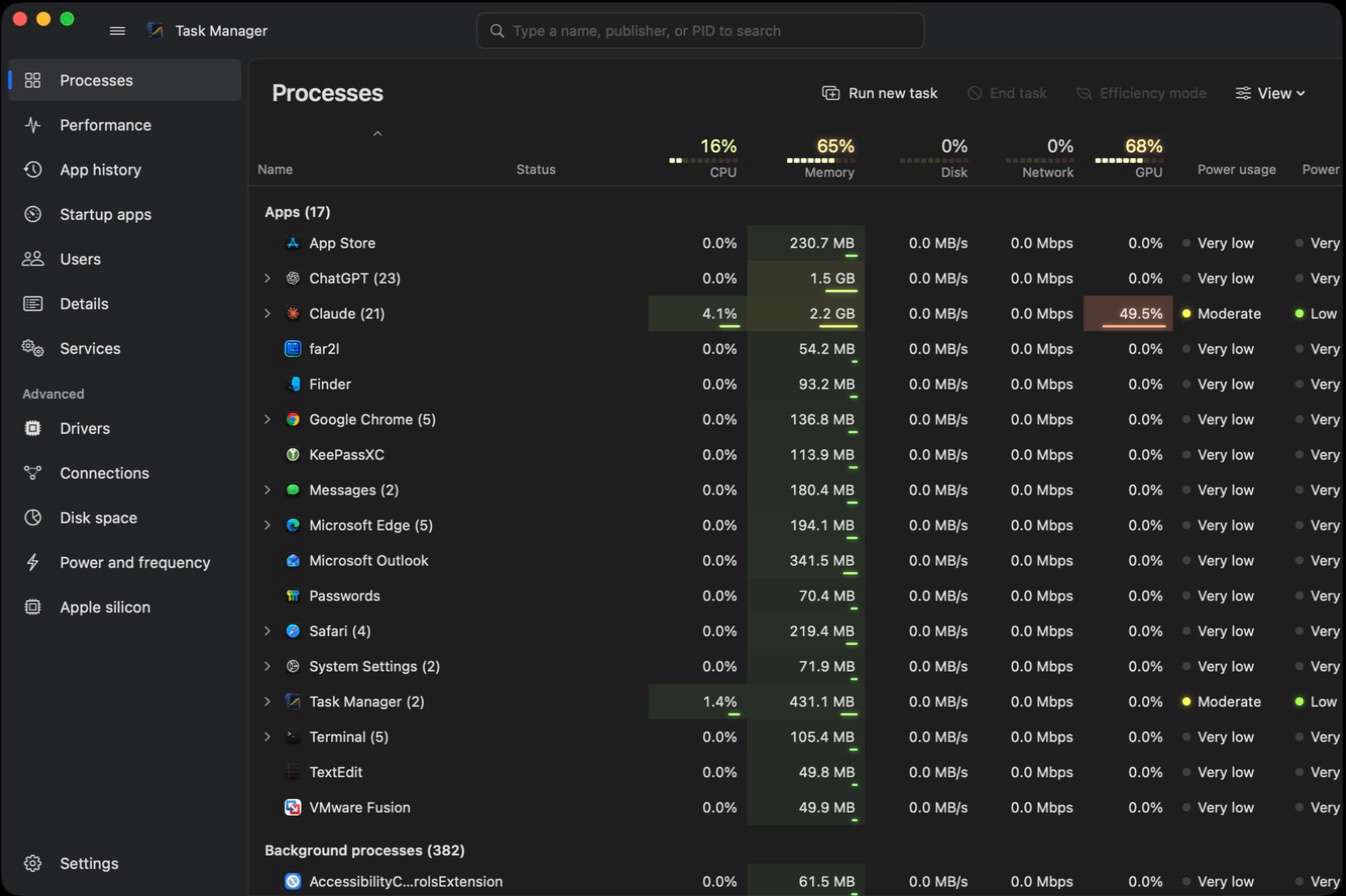 Task Manager
Type a name, publisher, or PID to search
Processes
Performance
App history
Startup apps
Users
Details
Services
Advanced
Drivers
Connections
Disk space
Power and frequency
Apple silicon
Settings
Processes
Run new task
End task
Efficiency mode
View
16% 65% 0% 0% 68%
Name Status CPU Memory Disk Network GPU Power usage Power
Apps (17)
App Store 0.0% 230.7 MB 0.0 MB/s 0.0 Mbps 0.0% Very low Very
ChatGPT (23) 0.0% 1.5 GB 0.0 MB/s 0.0 Mbps 0.0% Very low Very
Claude (21) 4.1% 2.2 GB 0.0 MB/s 0.0 Mbps 49.5% Moderate Low
far2l 0.0% 54.2 MB 0.0 MB/s 0.0 Mbps 0.0% Very low Very
Finder 0.0% 93.2 MB 0.0 MB/s 0.0 Mbps 0.0% Very low Very
Google Chrome (5) 0.0% 136.8 MB 0.0 MB/s 0.0 Mbps 0.0% Very low Very
KeePassXC 0.0% 113.9 MB 0.0 MB/s 0.0 Mbps 0.0% Very low Very
Messages (2) 0.0% 180.4 MB 0.0 MB/s 0.0 Mbps 0.0% Very low Very
Microsoft Edge (5) 0.0% 194.1 MB 0.0 MB/s 0.0 Mbps 0.0% Very low Very
Microsoft Outlook 0.0% 341.5 MB 0.0 MB/s 0.0 Mbps 0.0% Very low Very
Passwords 0.0% 70.4 MB 0.0 MB/s 0.0 Mbps 0.0% Very low Very
Safari (4) 0.0% 219.4 MB 0.0 MB/s 0.0 Mbps 0.0% Very low Very
System Settings (2) 0.0% 71.9 MB 0.0 MB/s 0.0 Mbps 0.0% Very low Very
Task Manager (2) 1.4% 431.1 MB 0.0 MB/s 0.0 Mbps 0.0% Moderate Low
Terminal (5) 0.0% 105.4 MB 0.0 MB/s 0.0 Mbps 0.0% Very low Very
TextEdit 0.0% 49.8 MB 0.0 MB/s 0.0 Mbps 0.0% Very low Very
VMware Fusion 0.0% 49.9 MB 0.0 MB/s 0.0 Mbps 0.0% Very low Very
Background processes (382)
AccessibilityC...rolsExtension 0.0% 61.5 MB 0.0 MB/s 0.0 Mbps 0.0% Very low Very